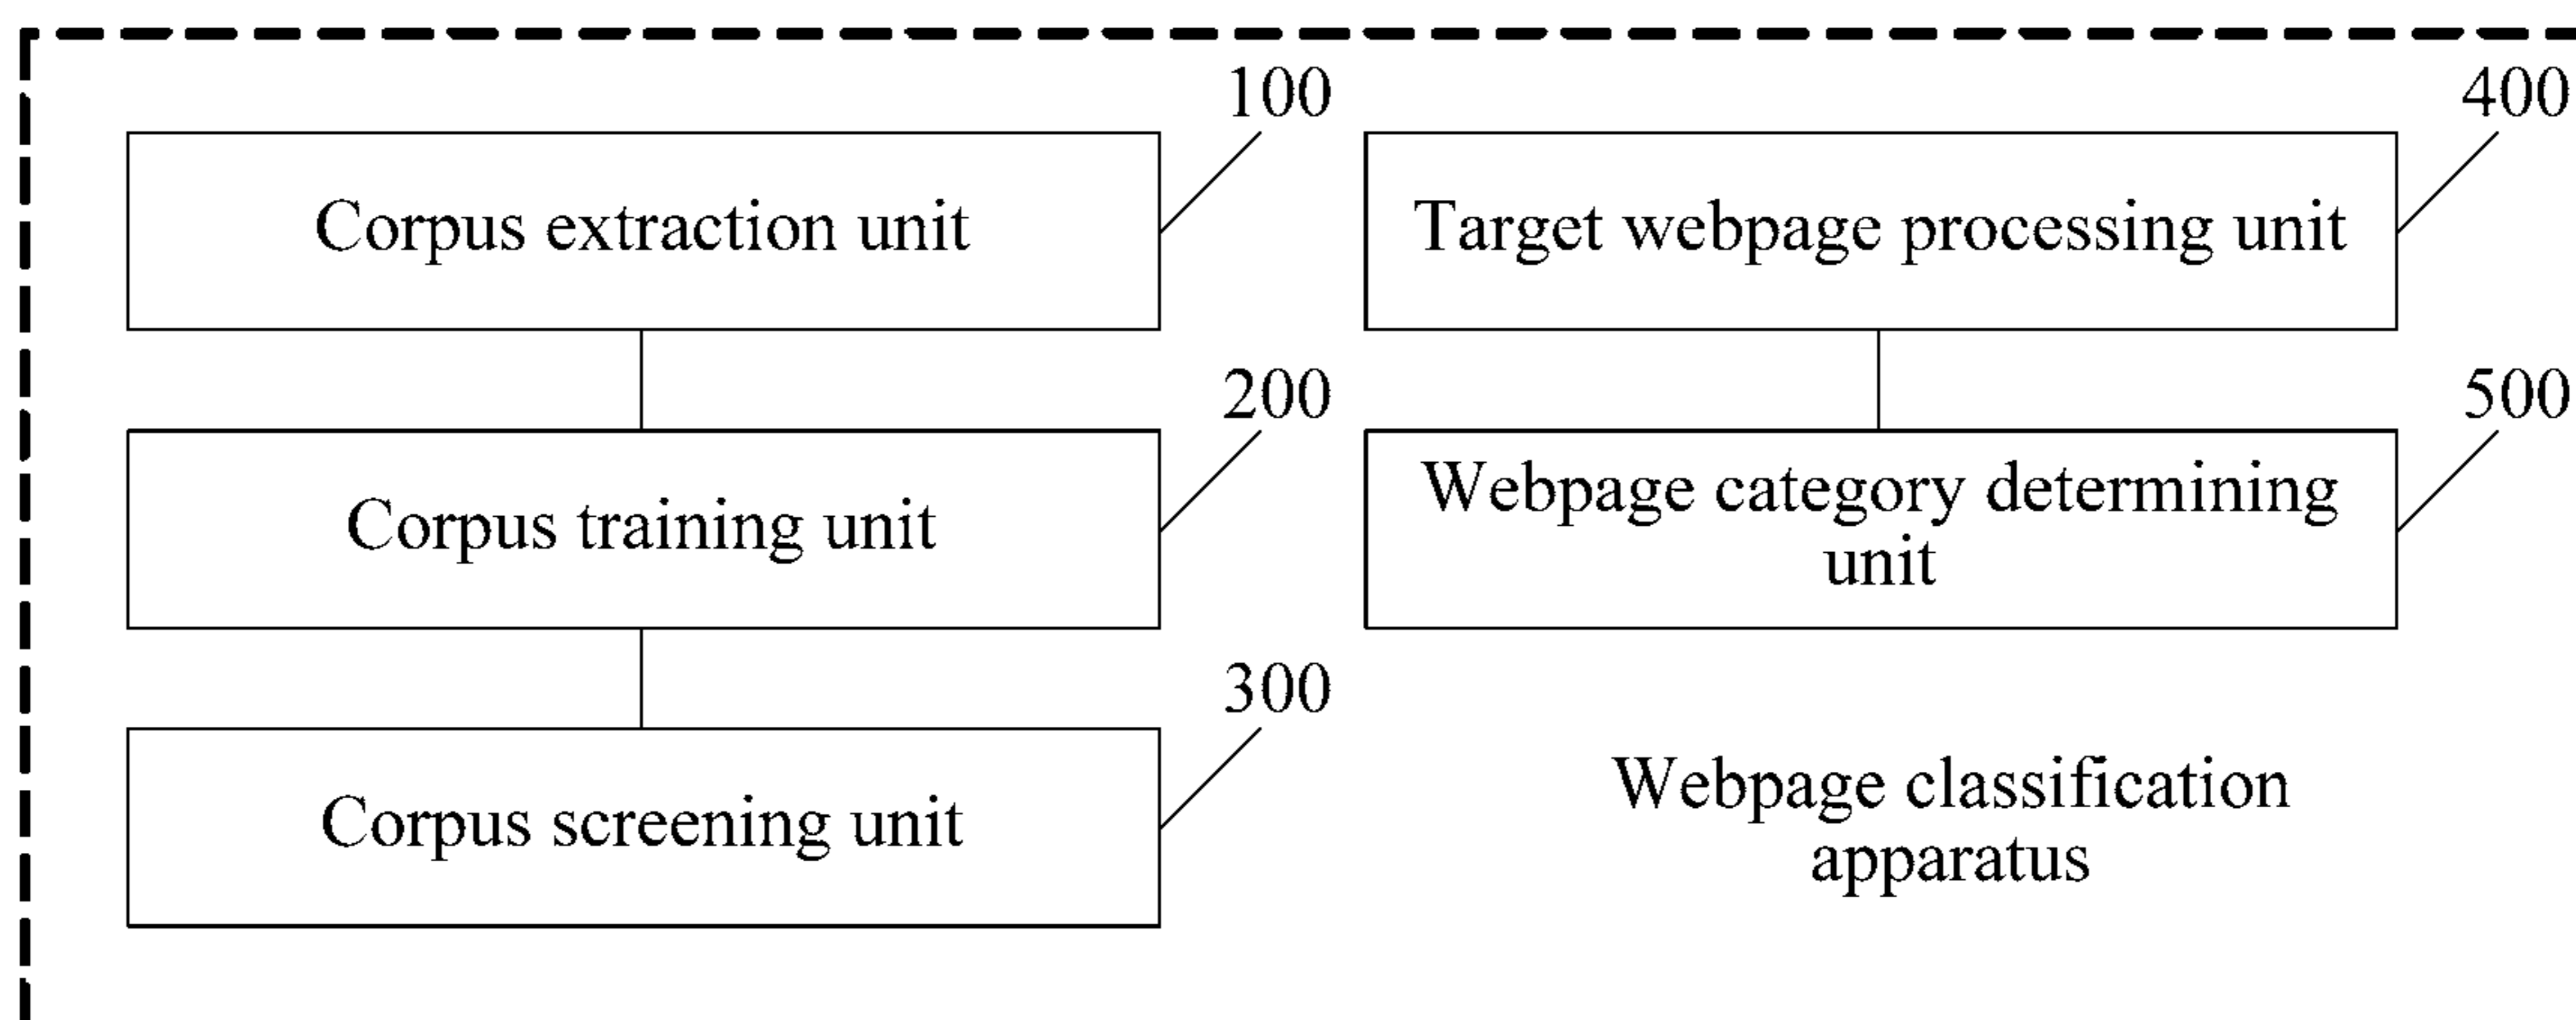 100
Corpus extraction unit
200
Corpus training unit
300
Corpus screening unit
400
Target webpage processing unit
500
Webpage category determining
unit
Webpage classification
apparatus